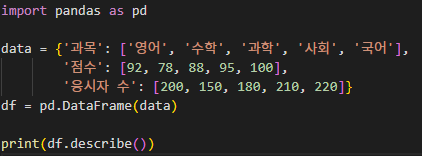 import pandas as pd
data = {'과목': ['영어', '수학', '과학', '사회', '국어'],
'점수': [92, 78, 88, 95, 100],
'응시자 수': [200, 150, 180, 210, 220]}
df = pd.DataFrame(data)
print(df.describe())